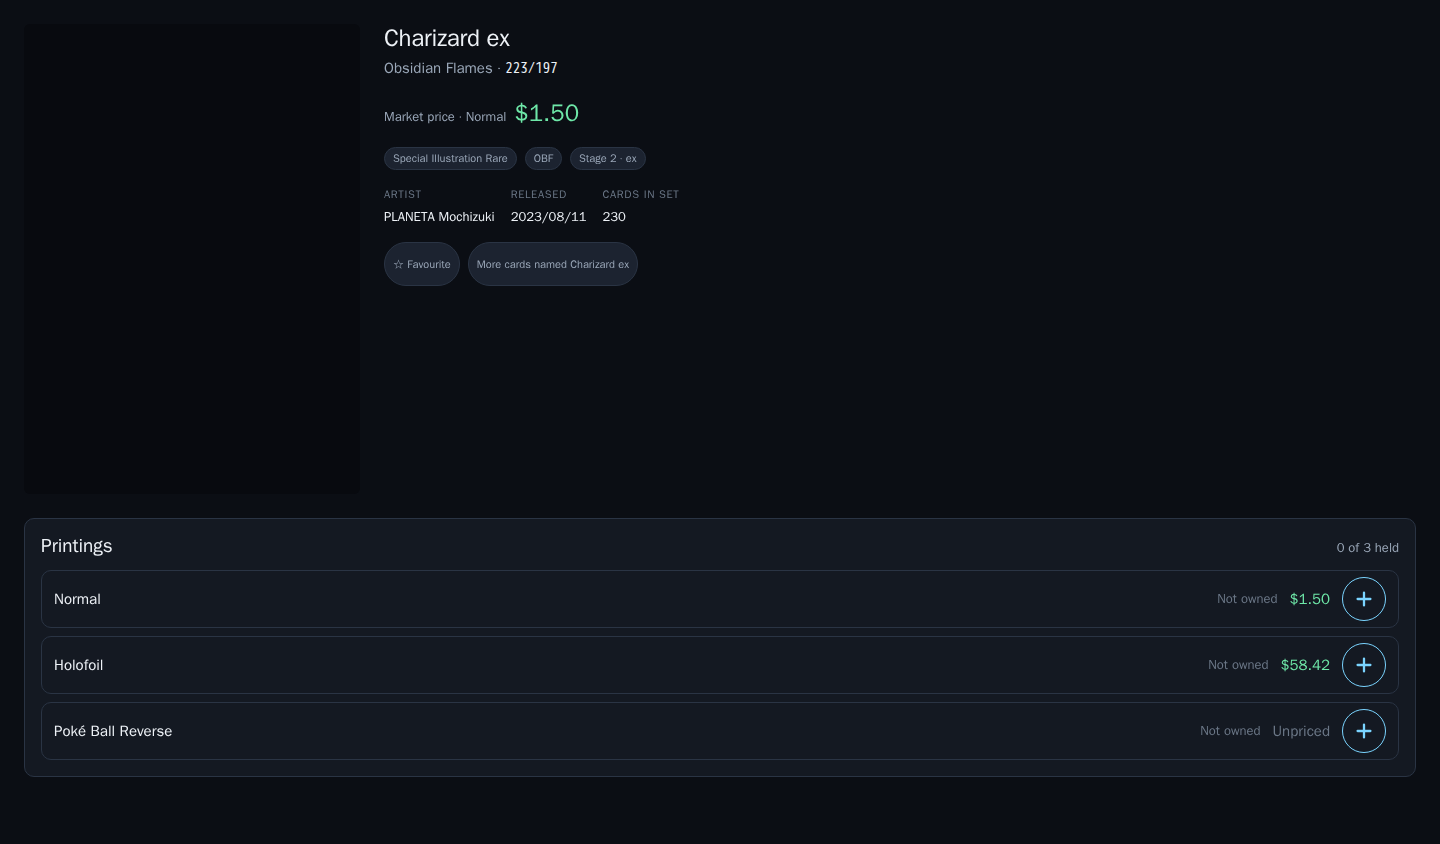 Charizard ex
Obsidian Flames · 223/197
Market price · Normal $1.50
Special Illustration Rare OBF Stage 2 · ex
ARTIST RELEASED CARDS IN SET
PLANETA Mochizuki 2023/08/11 230
☆ Favourite More cards named Charizard ex
Printings 0 of 3 held
Normal Not owned $1.50 +
Holofoil Not owned $58.42 +
Poké Ball Reverse Not owned Unpriced +